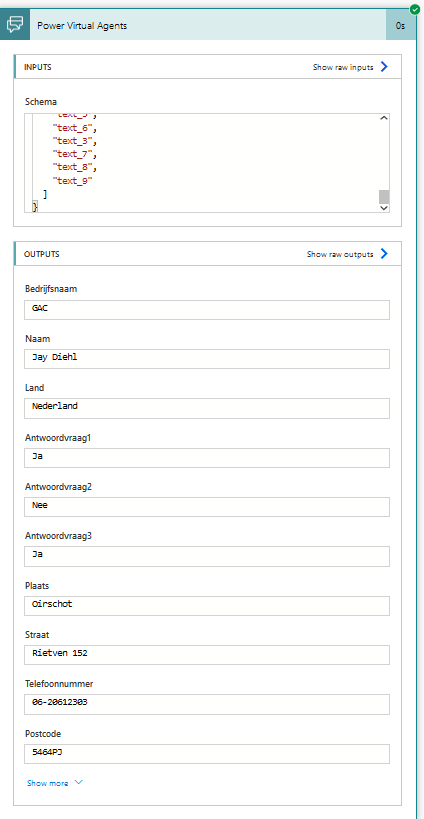 Power Virtual Agents
0s
INPUTS
Show raw inputs
Schema
"text_5",
"text_6",
"text_3",
"text_7",
"text_8",
"text_9"
]
}
OUTPUTS
Show raw outputs
Bedrijfsnaam
GAC
Naam
Jay Diehl
Land
Nederland
Antwoordvraag1
Ja
Antwoordvraag2
Nee
Antwoordvraag3
Ja
Plaats
Oirschot
Straat
Rietven 152
Telefoonnummer
06-20612303
Postcode
5464PJ
Show more